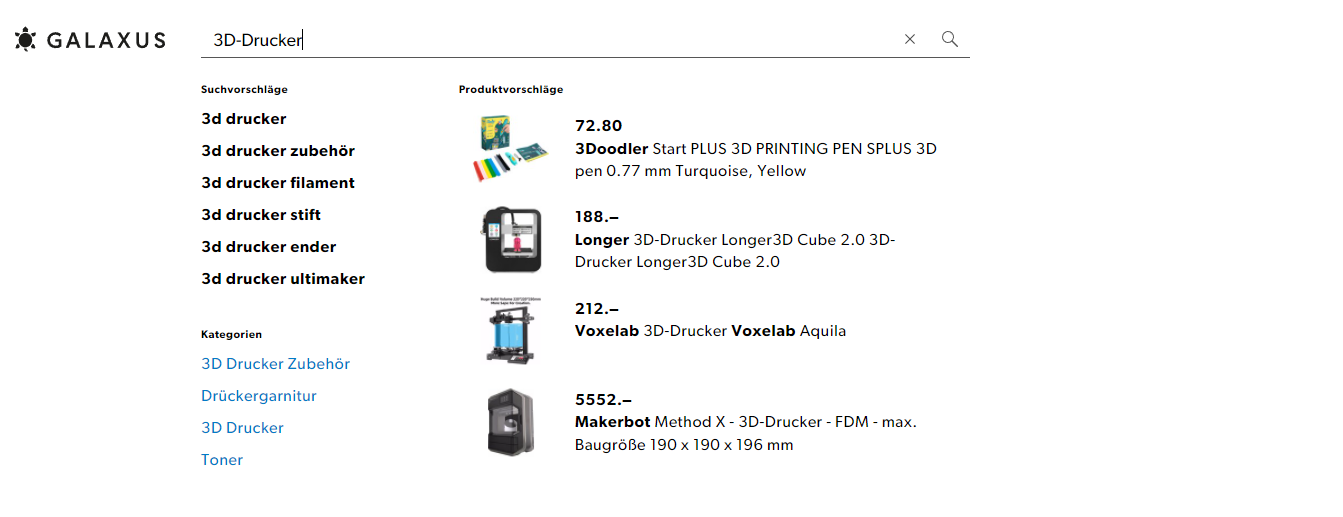 GALAXUS
3D-Drucker
Suchvorschläge
3d drucker
3d drucker zubehör
3d drucker filament
3d drucker stift
3d drucker ender
3d drucker ultimaker
Kategorien
3D Drucker Zubehör
Drückergarnitur
3D Drucker
Toner
Produktvorschläge
72.80
3Doodler Start PLUS 3D PRINTING PEN SPLUS 3D
pen 0.77 mm Turquoise, Yellow
188.–
Longer 3D-Drucker Longer3D Cube 2.0 3D-
Drucker Longer3D Cube 2.0
212.–
Voxelab 3D-Drucker Voxelab Aquila
5552.–
Makerbot Method X - 3D-Drucker - FDM - max.
Baugröße 190 x 190 x 196 mm